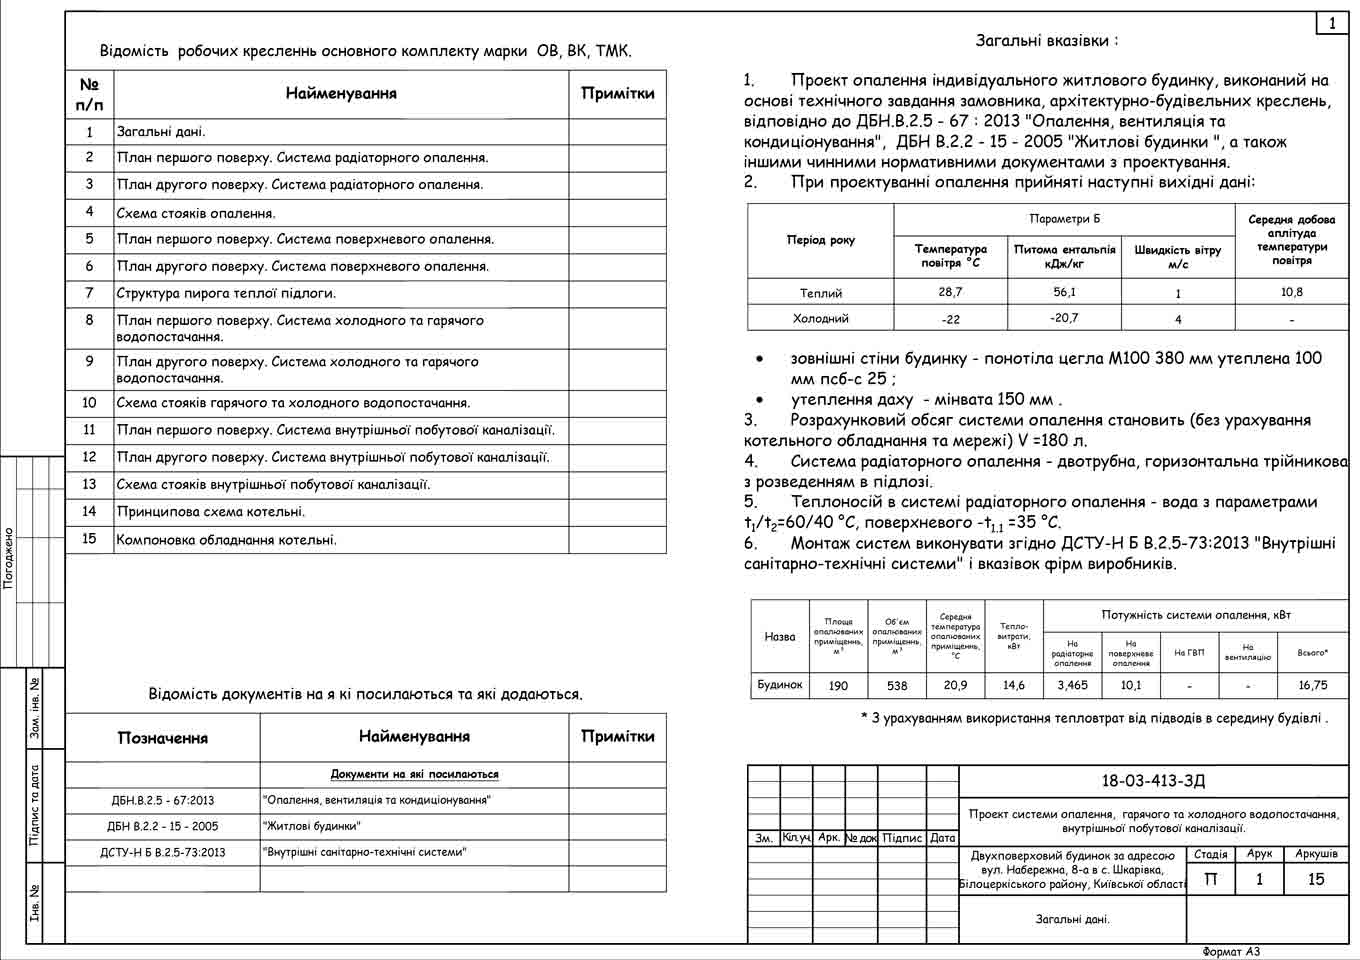 1
Відомість робочих кресленнь основного комплекту марки ОВ, ВК, ТМК.
№ п/п Найменування Примітки
1 Загальні дані.
2 План першого поверху. Система радіаторного опалення.
3 План другого поверху. Система радіаторного опалення.
4 Схема стояків опалення.
5 План першого поверху. Система поверхневого опалення.
6 План другого поверху. Система поверхневого опалення.
7 Структура пирога теплої підлоги.
8 План першого поверху. Система холодного та гарячого
водопостачання.
9 План другого поверху. Система холодного та гарячого
водопостачання.
10 Схема стояків гарячого та холодного водопостачання.
11 План першого поверху. Система внутрішньої побутової каналізації.
12 План другого поверху. Система внутрішньої побутової каналізації.
13 Схема стояків внутрішньої побутової каналізації.
14 Принципова схема котельні.
15 Компоновка обладнання котельні.
Відомість документів на я кі посилаються та які додаються.
Позначення Найменування Примітки
Документи на які посилаються
ДБН.В.2.5 - 67:2013 "Опалення, вентиляція та кондиціонування"
ДБН В.2.2 - 15 - 2005 "Житлові будинки"
ДСТУ-Н Б В.2.5-73:2013 "Внутрішні санітарно-технічні системи"
Погоджено
Зам. інв. №
Підпис та дата
Інв. №
Загальні вказівки :
1. Проект опалення індивідуального житлового будинку, виконаний на
основі технічного завдання замовника, архітектурно-будівельних креслень,
відповідно до ДБН.В.2.5 - 67 : 2013 "Опалення, вентиляція та
кондиціонування", ДБН В.2.2 - 15 - 2005 "Житлові будинки ", а також
іншими чинними нормативними документами з проектування.
2. При проектуванні опалення прийняті наступні вихідні дані:
Період року
Параметри Б
Температура
повітря °С
Питома ентальпія
кДж/кг
Швидкість вітру
м/с
Середня добова
аплітуда
температури
повітря
Теплий 28,7 56,1 1 10,8
Холодний -22 -20,7 4 -
• зовнішні стіни будинку - понотіла цегла М100 380 мм утеплена 100
мм псб-с 25 ;
• утеплення даху - мінвата 150 мм .
3. Розрахунковий обсяг системи опалення становить (без урахування
котельного обладнання та мережі) V =180 л.
4. Система радіаторного опалення - двотрубна, горизонтальна трійникова
з розведенням в підлозі.
5. Теплоносій в системі радіаторного опалення - вода з параметрами
t1/t2=60/40 °С, поверхневого -t1.1 =35 °С.
6. Монтаж систем виконувати згідно ДСТУ-Н Б В.2.5-73:2013 "Внутрішні
санітарно-технічні системи" і вказівок фірм виробників.
Назва
Площа
опалюваних
приміщеннь,
м³
Об'єм
опалюваних
приміщеннь,
м³
Середня
температура
опалюваних
приміщеннь,
°С
Тепло-
витрати,
кВт
Потужність системи опалення, кВт
На
радіаторне
опалення
На
поверхневе
опалення
На ГВП
На
вентиляцію
Всього*
Будинок 190 538 20,9 14,6 3,465 10,1 - - 16,75
* З урахуванням використання тепловтрат від підводів в середину будівлі .
18-03-413-ЗД
Проект системи опалення, гарячого та холодного водопостачання,
внутрішньої побутової каналізації.
Зм. Кіл.уч. Арк. № док Підпис Дата
Двухповерховий будинок за адресою
вул. Набережна, 8-а в с. Шкарівка,
Білоцеркіського району, Київської області
Стадія Арук Аркушів
П 1 15
Загальні дані.
Формат А3